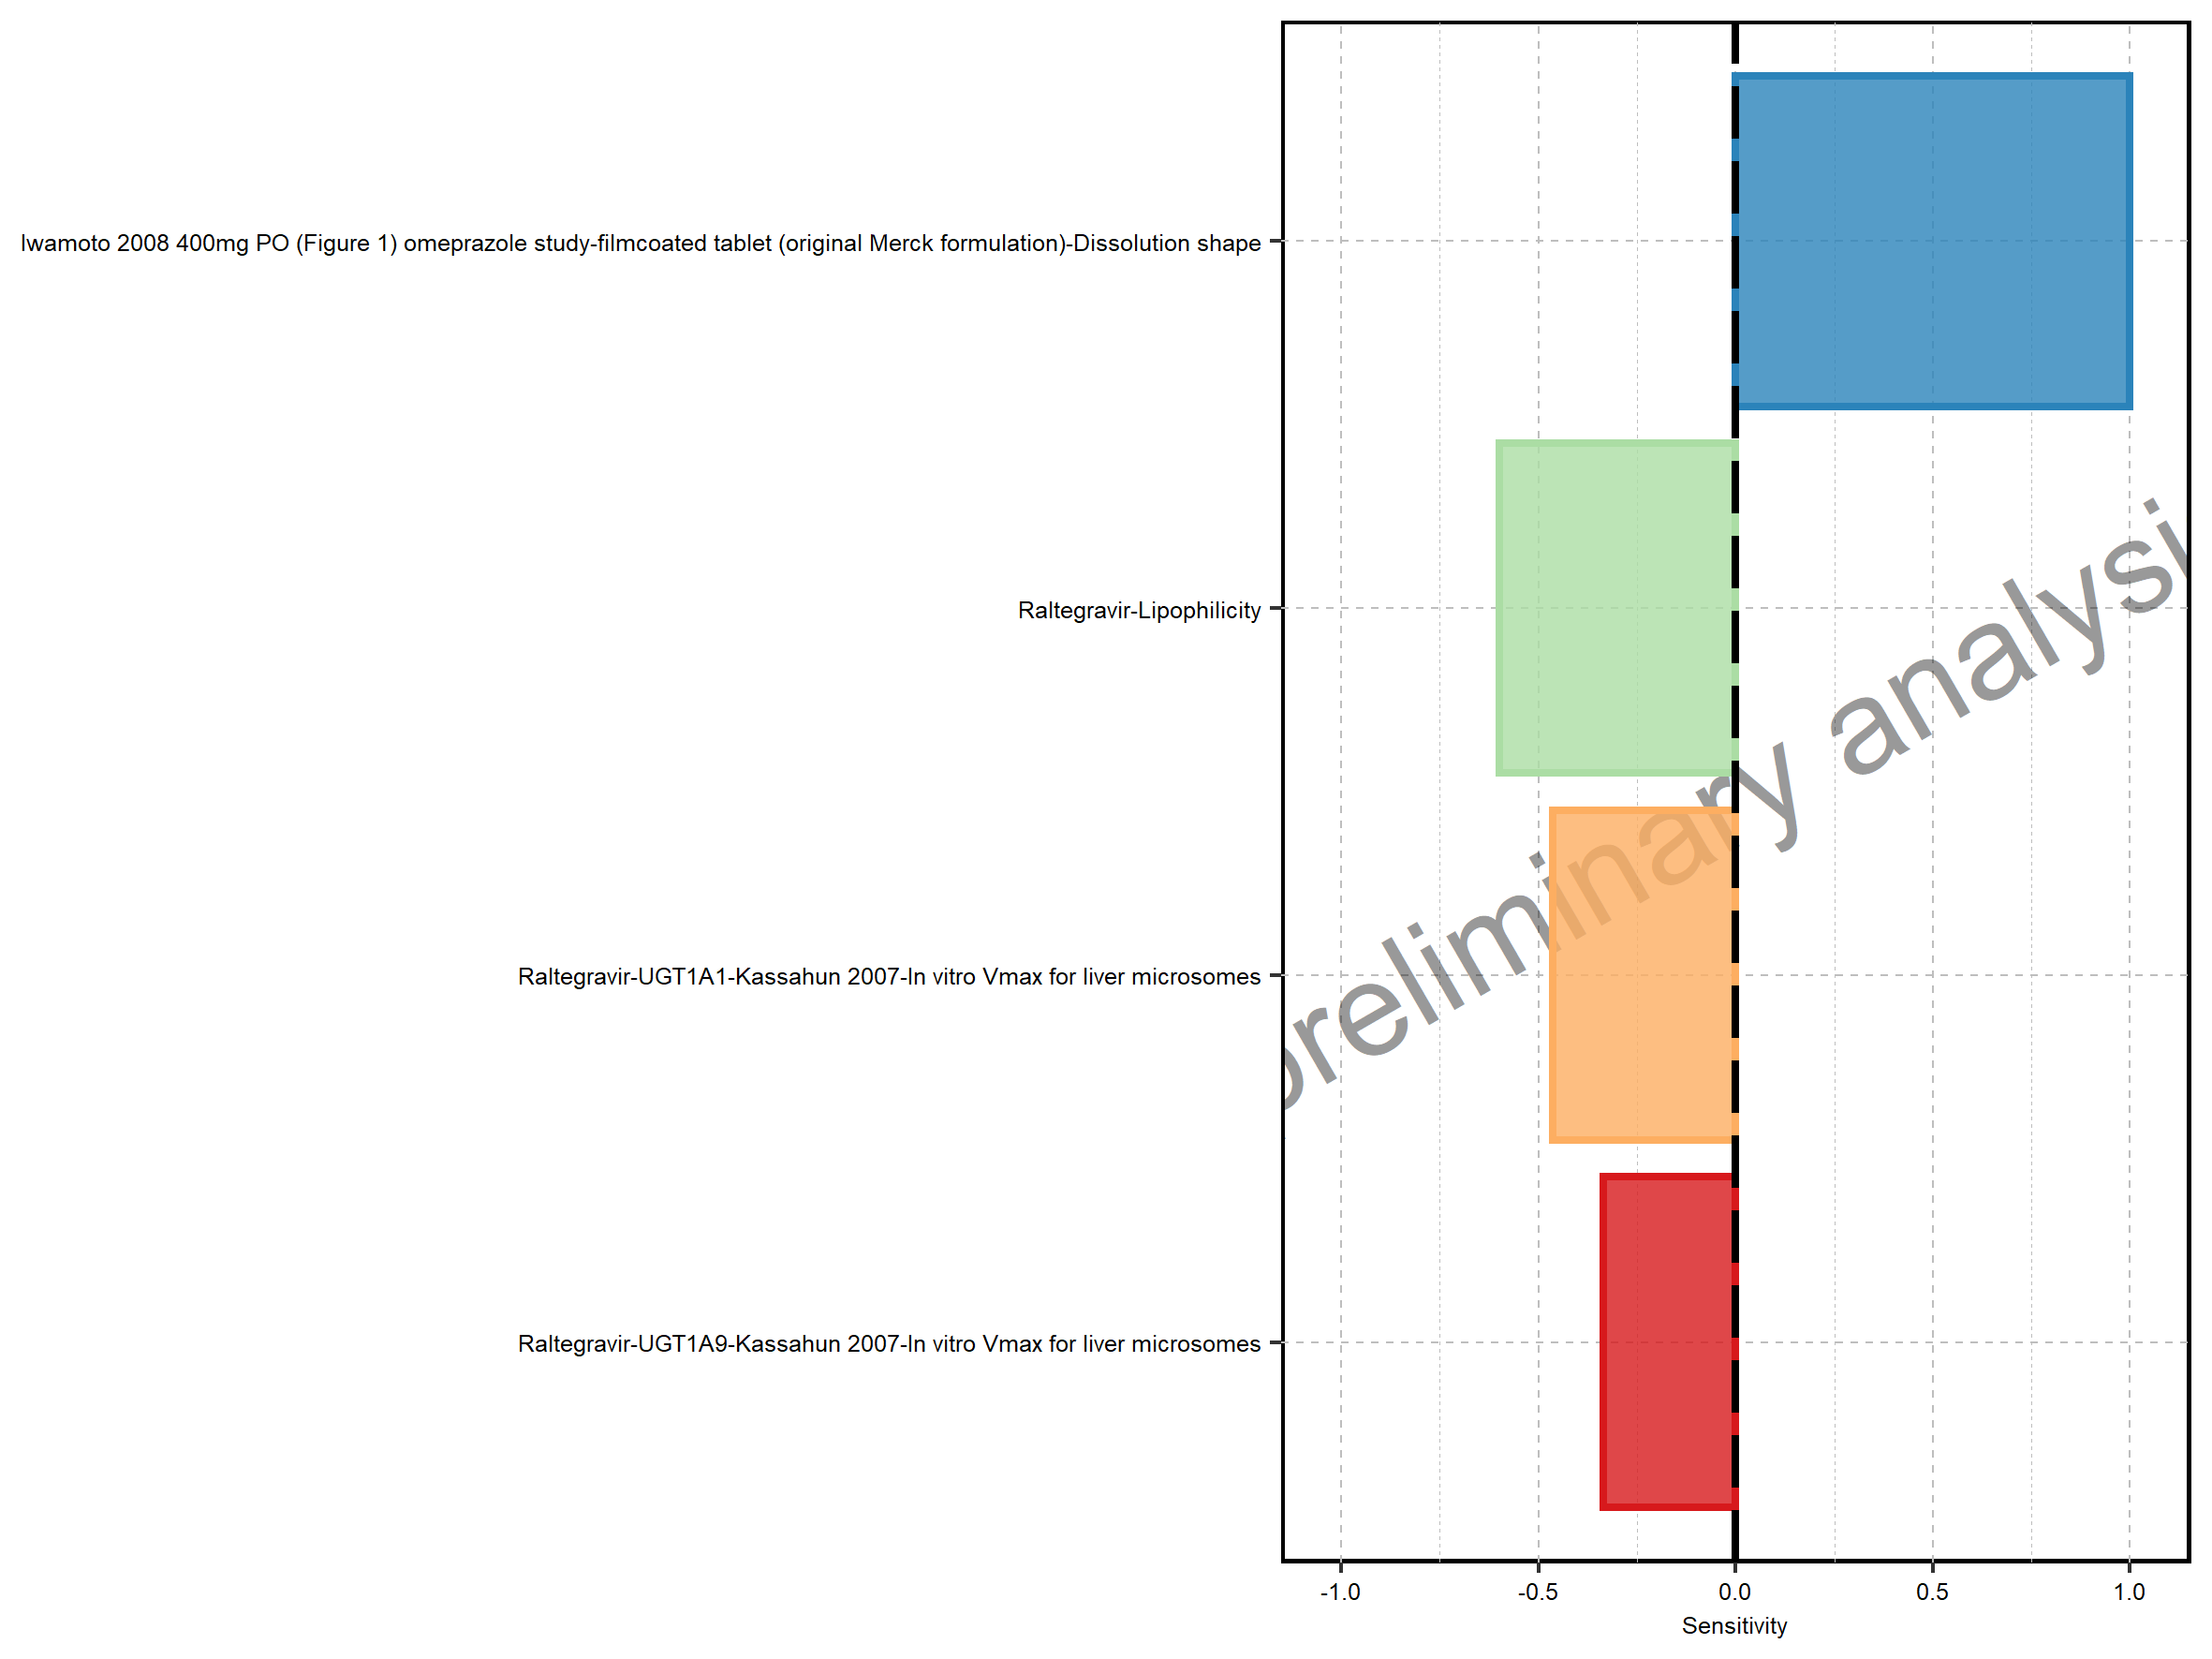 Iwamoto 2008 400mg PO (Figure 1) omeprazole study-filmcoated tablet (original Merck formulation)-Dissolution shape
Raltegravir-Lipophilicity
preliminary analysi
Raltegravir-UGT1A1-Kassahun 2007-In vitro Vmax for liver microsomes
Raltegravir-UGT1A9-Kassahun 2007-In vitro Vmax for liver microsomes
-1.0 -0.5 0.0 0.5 1.0
Sensitivity